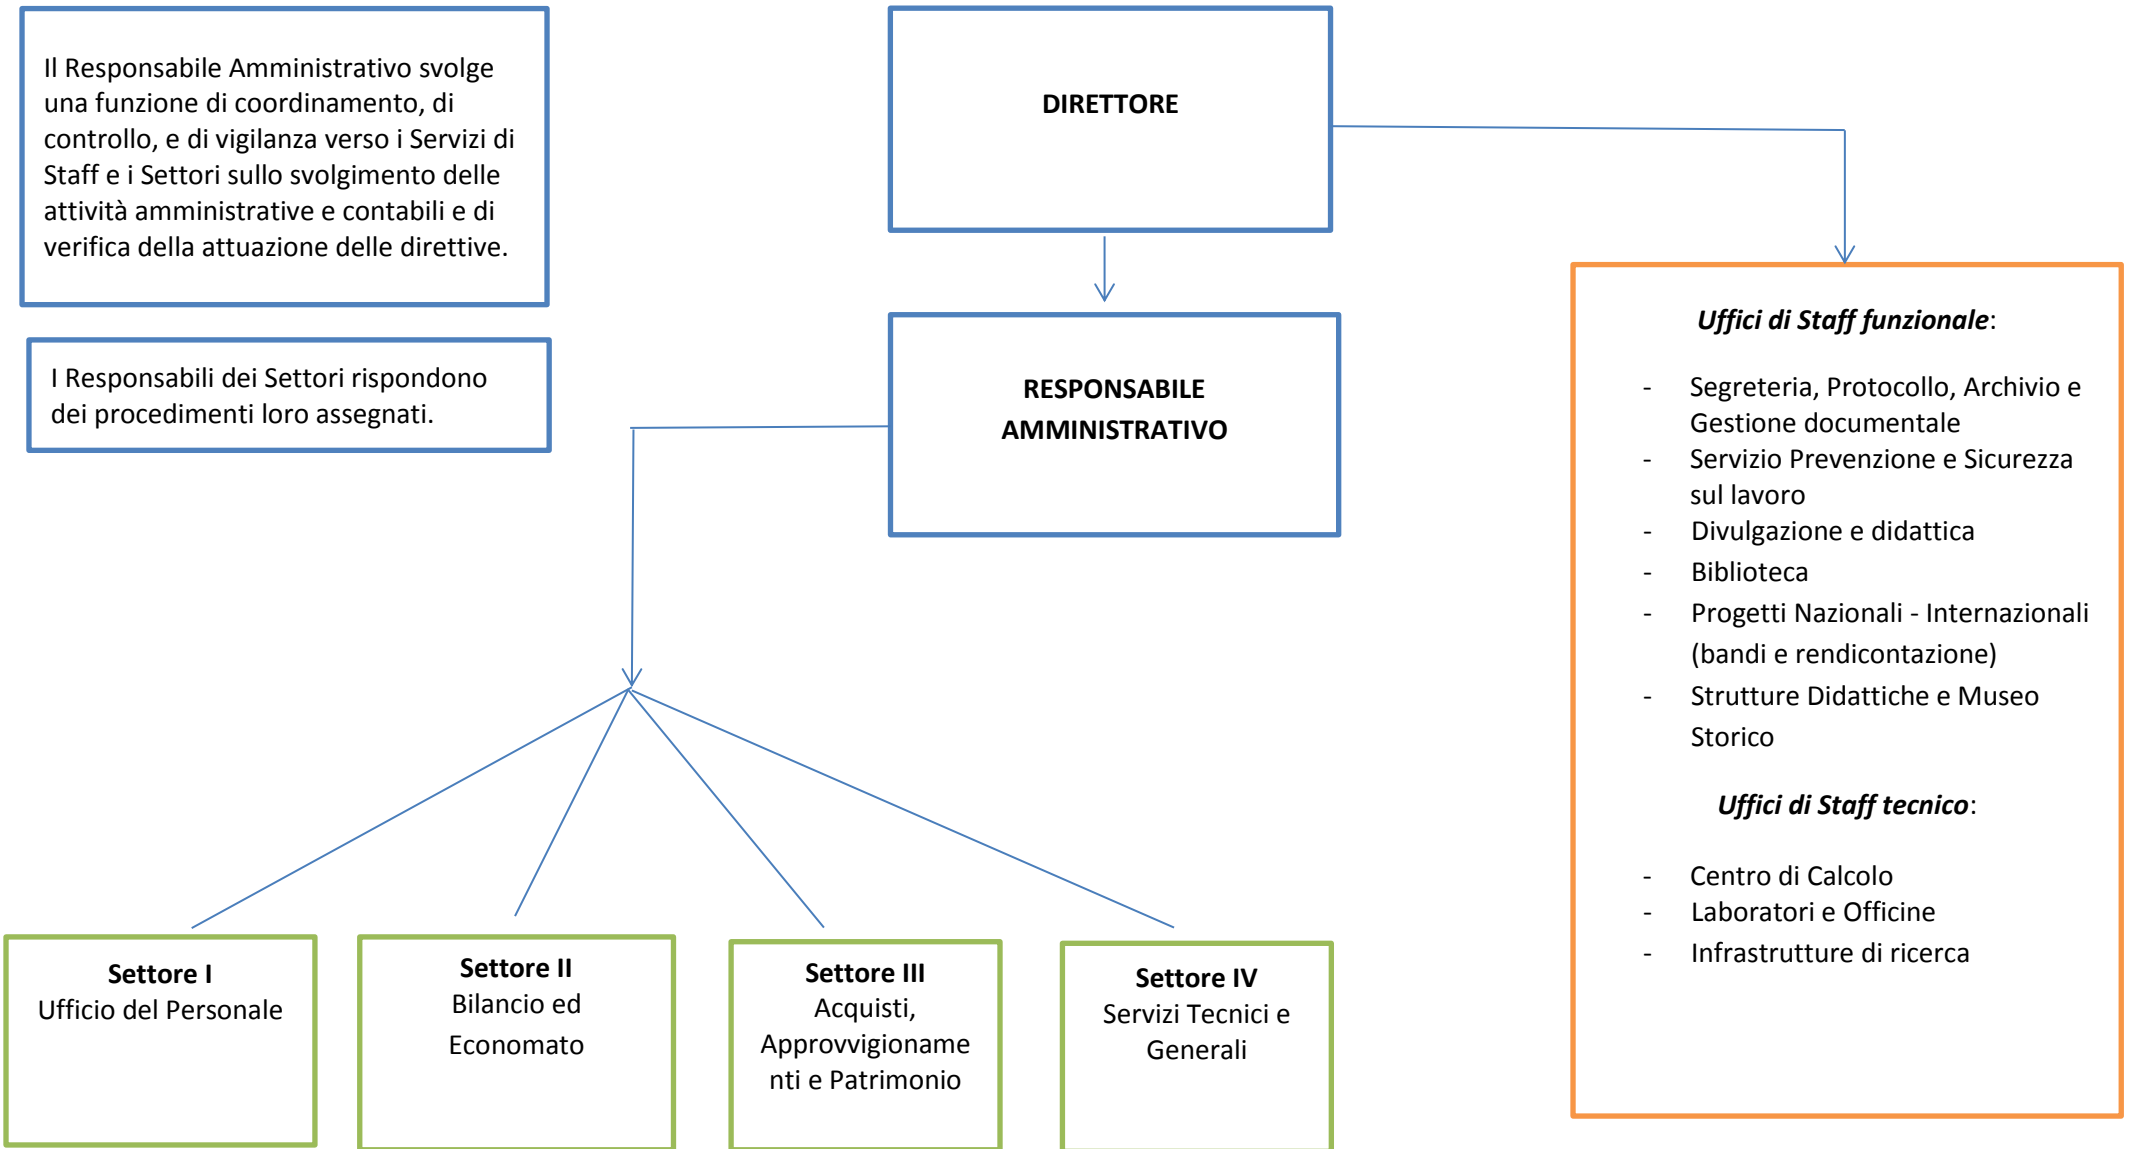 Il Responsabile Amministrativo svolge
una funzione di coordinamento, di
controllo, e di vigilanza verso i Servizi di
Staff e i Settori sullo svolgimento delle
attività amministrative e contabili e di
verifica della attuazione delle direttive.
I Responsabili dei Settori rispondono
dei procedimenti loro assegnati.
DIRETTORE
RESPONSABILE
AMMINISTRATIVO
Uffici di Staff funzionale:
- Segreteria, Protocollo, Archivio e
Gestione documentale
- Servizio Prevenzione e Sicurezza
sul lavoro
- Divulgazione e didattica
- Biblioteca
- Progetti Nazionali - Internazionali
(bandi e rendicontazione)
- Strutture Didattiche e Museo
Storico
Uffici di Staff tecnico:
- Centro di Calcolo
- Laboratori e Officine
- Infrastrutture di ricerca
Settore I
Ufficio del Personale
Settore II
Bilancio ed
Economato
Settore III
Acquisti,
Approvvigioname
nti e Patrimonio
Settore IV
Servizi Tecnici e
Generali